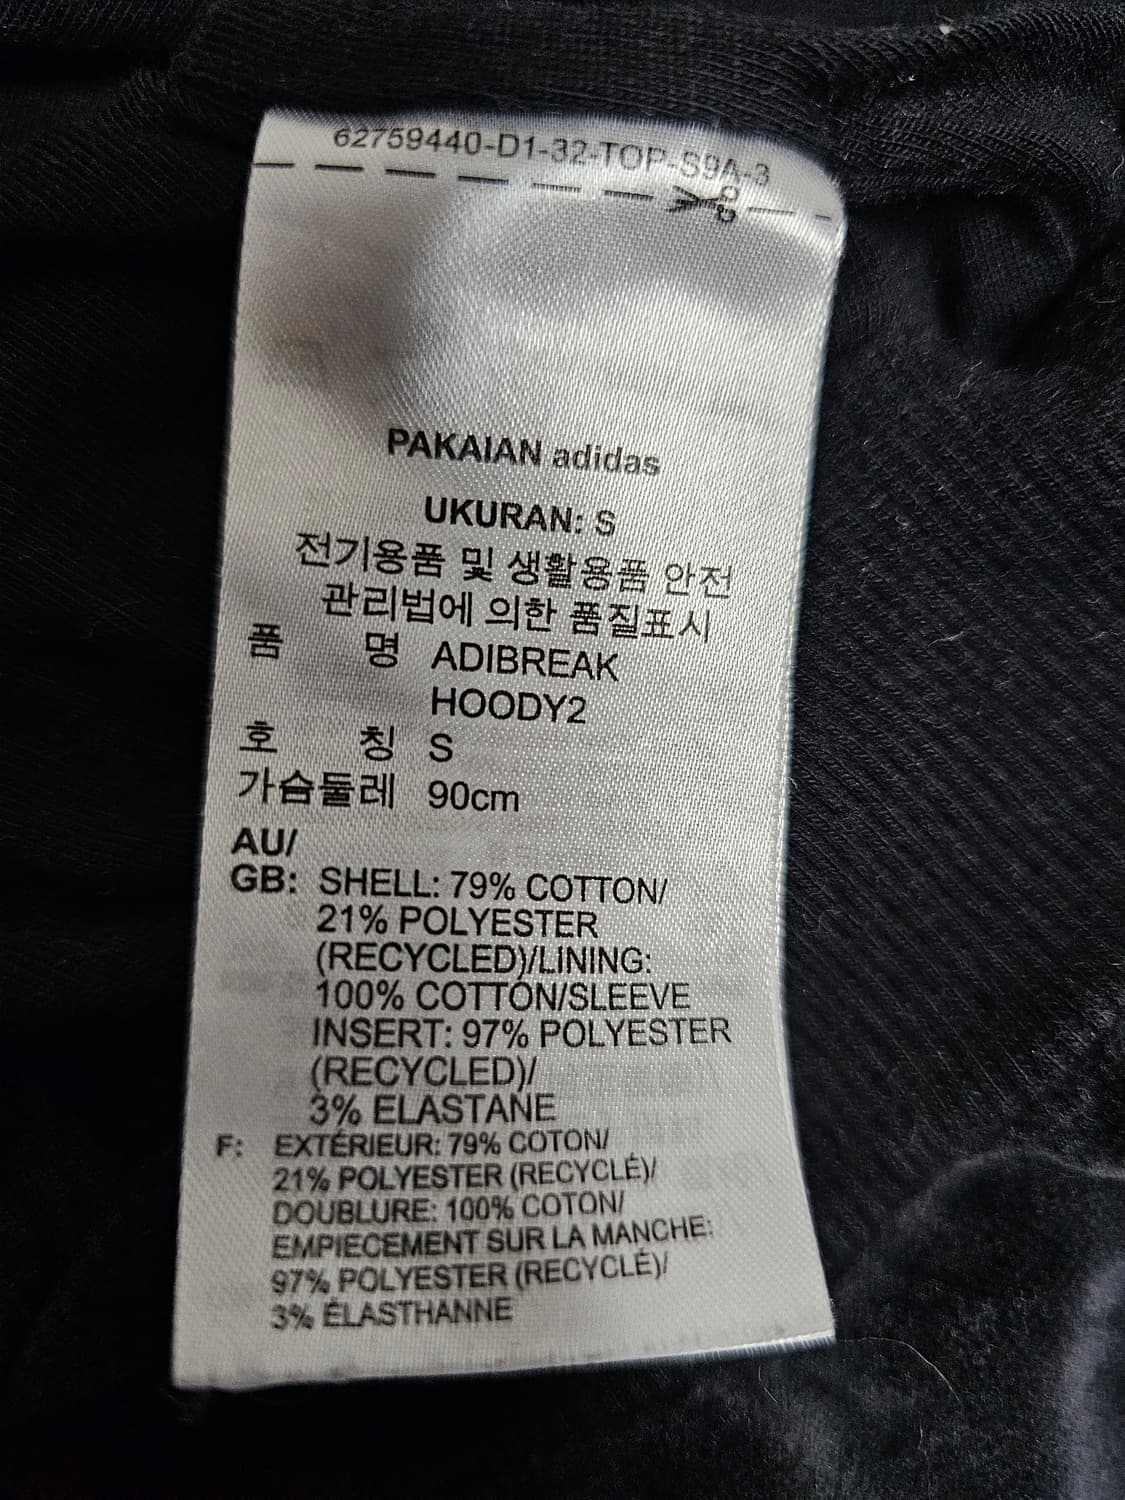 62759440-D1-32-TOP-S9A-3
PAKAIAN adidas
UKURAN: S
전기용품 및 생활용품 안전
관리법에 의한 품질표시
품 명 ADIBREAK
HOODY2
호 칭 S
가슴둘레 90cm
AU/
GB: SHELL: 79% COTTON/
21% POLYESTER
(RECYCLED)/LINING:
100% COTTON/SLEEVE
INSERT: 97% POLYESTER
(RECYCLED)/
3% ELASTANE
F: EXTÉRIEUR: 79% COTON/
21% POLYESTER (RECYCLÉ)/
DOUBLURE: 100% COTON/
EMPIECEMENT SUR LA MANCHE:
97% POLYESTER (RECYCLÉ)/
3% ÉLASTHANNE